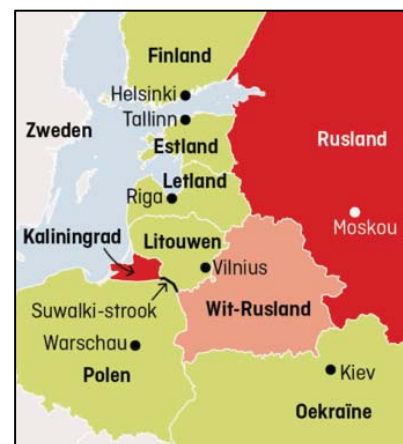 Finland
Helsinki
Zweden
Tallinn
Estland
Rusland
Letland
Riga
Moskou
Kaliningrad
Litouwen
Vilnius
Suwalki-strook
Wit-Rusland
Warschau
Polen
Kiev
Oekraïne